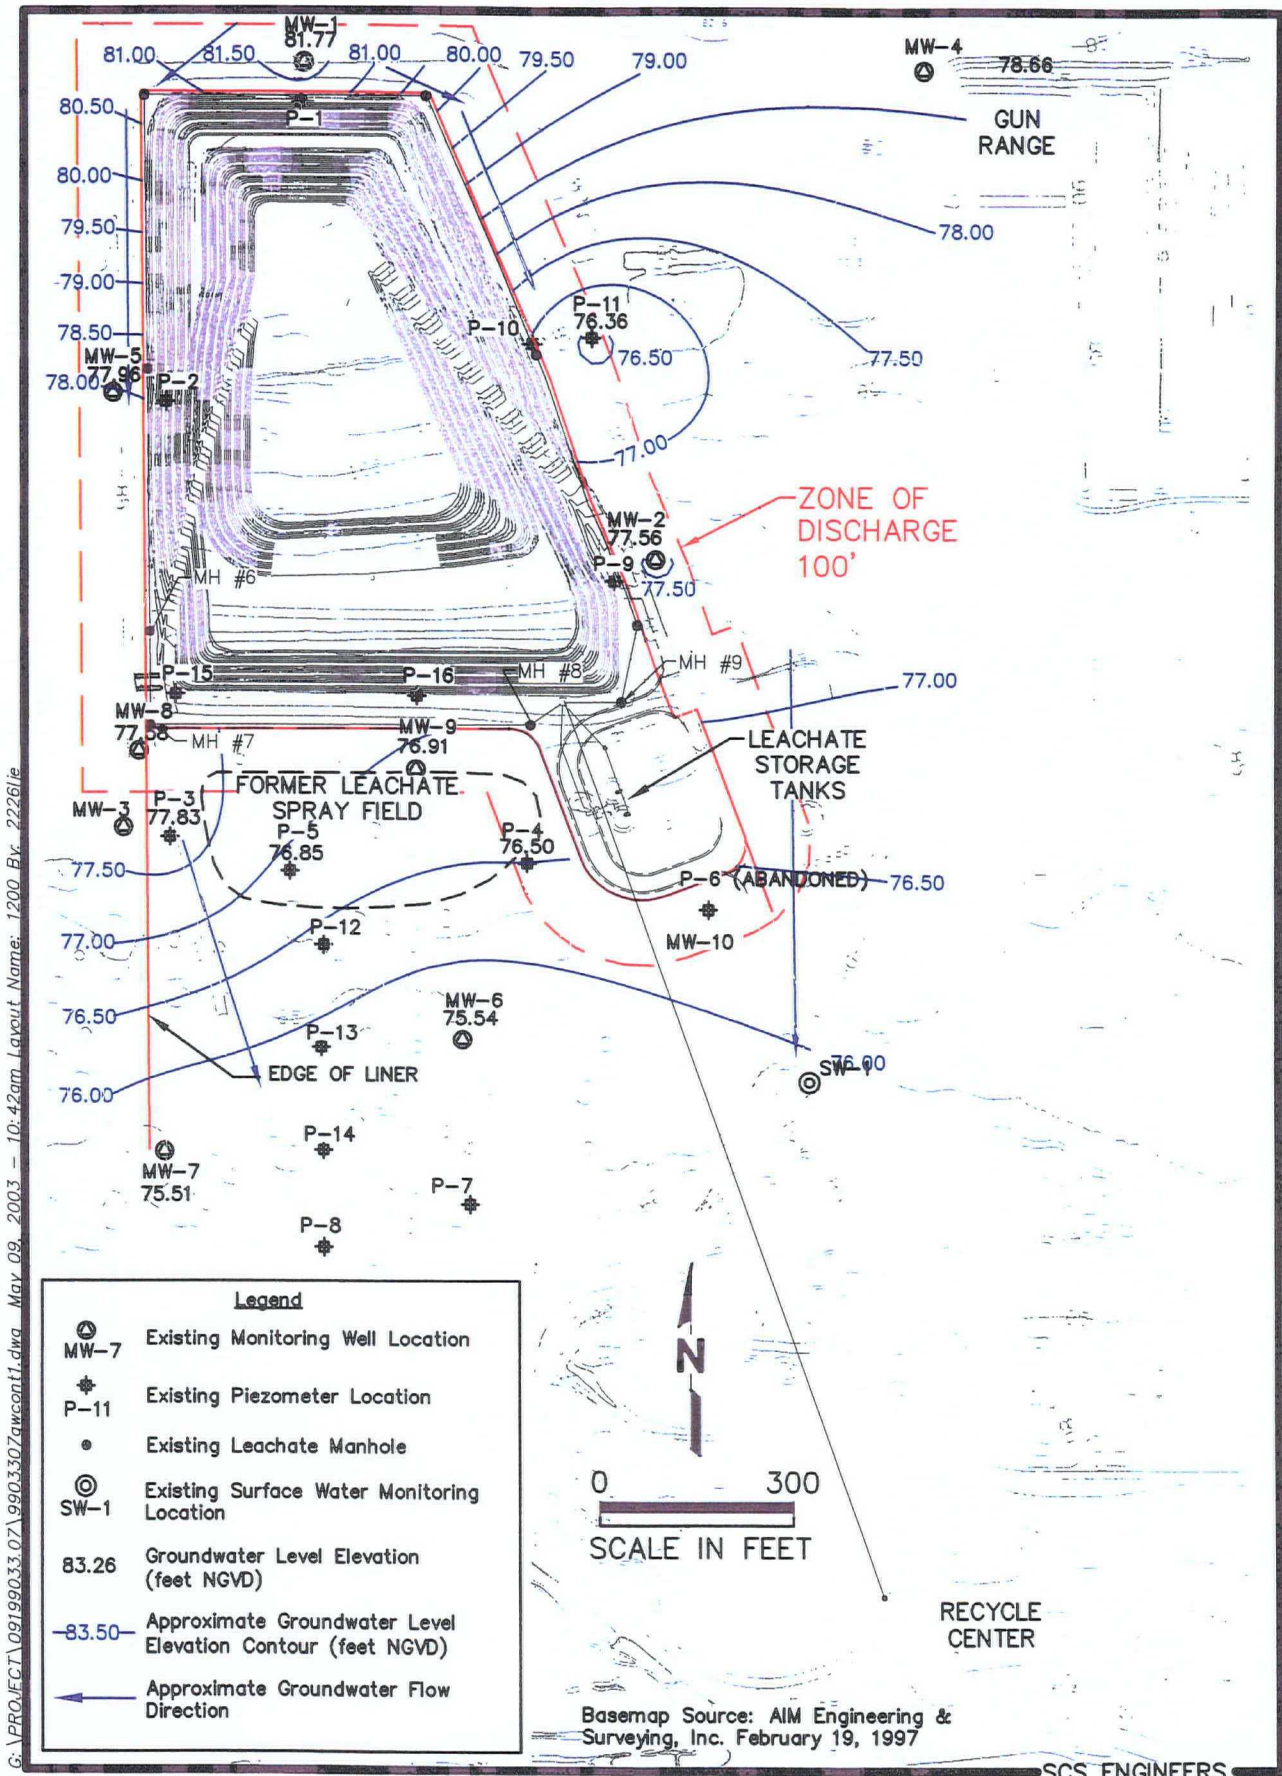 MW-1
81.77
81.00
81.50
81.00
80.00
79.50
79.00
MW-4
78.66
80.50
P-1
GUN
RANGE
80.00
79.50
78.00
79.00
P-11
76.36
P-10
78.50
76.50
77.50
MW-5
77.96
P-2
78.00
77.00
ZONE OF
DISCHARGE
100'
MW-2
77.56
P-9
77.50
MH #6
P-15
P-16
MH #8
MH #9
77.00
MW-8
MH #7
MW-9
76.91
LEACHATE
STORAGE
TANKS
FORMER LEACHATE
SPRAY FIELD
MW-3
P-3
77.83
P-5
76.85
P-4
76.50
77.50
P-6 (ABANDONED)
76.50
MW-10
P-12
77.00
MW-6
75.54
76.50
P-13
EDGE OF LINER
76.00
SW-1
76.00
P-14
MW-7
75.51
P-7
P-8
Legend
MW-7
Existing Monitoring Well Location
P-11
Existing Piezometer Location
Existing Leachate Manhole
SW-1
Existing Surface Water Monitoring
Location
83.26
Groundwater Level Elevation
(feet NGVD)
83.50
Approximate Groundwater Level
Elevation Contour (feet NGVD)
Approximate Groundwater Flow
Direction
N
0 300
SCALE IN FEET
RECYCLE
CENTER
Basemap Source: AIM Engineering &
Surveying, Inc. February 19, 1997
SCS ENGINEERS
G:\PROJECT\09199033.07\9903307gwcont1.dwg May 09, 2003 - 10:42am Layout Name: 1200 By: 2226lje